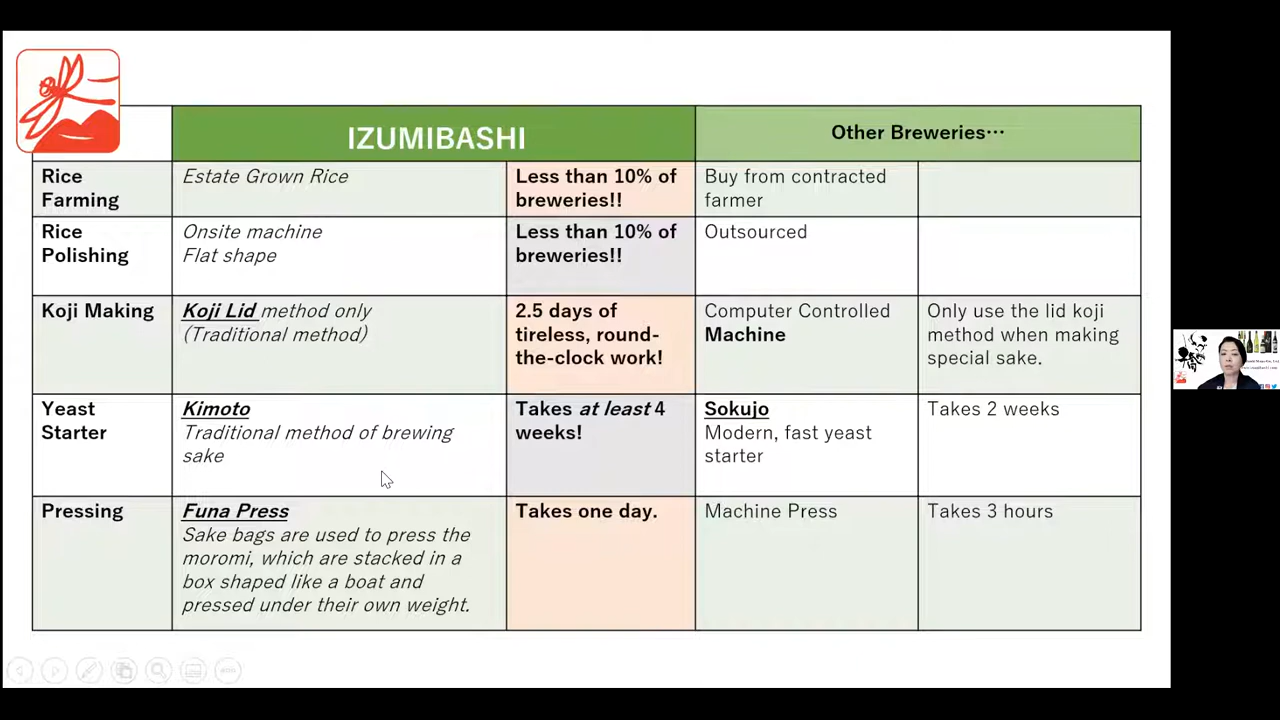 IZUMIBASHI
Other Breweries…
Rice
Farming
Estate Grown Rice
Less than 10% of
breweries!!
Buy from contracted
farmer
Rice
Polishing
Onsite machine
Flat shape
Less than 10% of
breweries!!
Outsourced
Koji Making
Koji Lid method only
(Traditional method)
2.5 days of
tireless, round-
the-clock work!
Computer Controlled
Machine
Only use the lid koji
method when making
special sake.
Yeast
Starter
Kimoto
Traditional method of brewing
sake
Takes at least 4
weeks!
Sokujo
Modern, fast yeast
starter
Takes 2 weeks
Pressing
Funa Press
Sake bags are used to press the
moromi, which are stacked in a
box shaped like a boat and
pressed under their own weight.
Takes one day.
Machine Press
Takes 3 hours